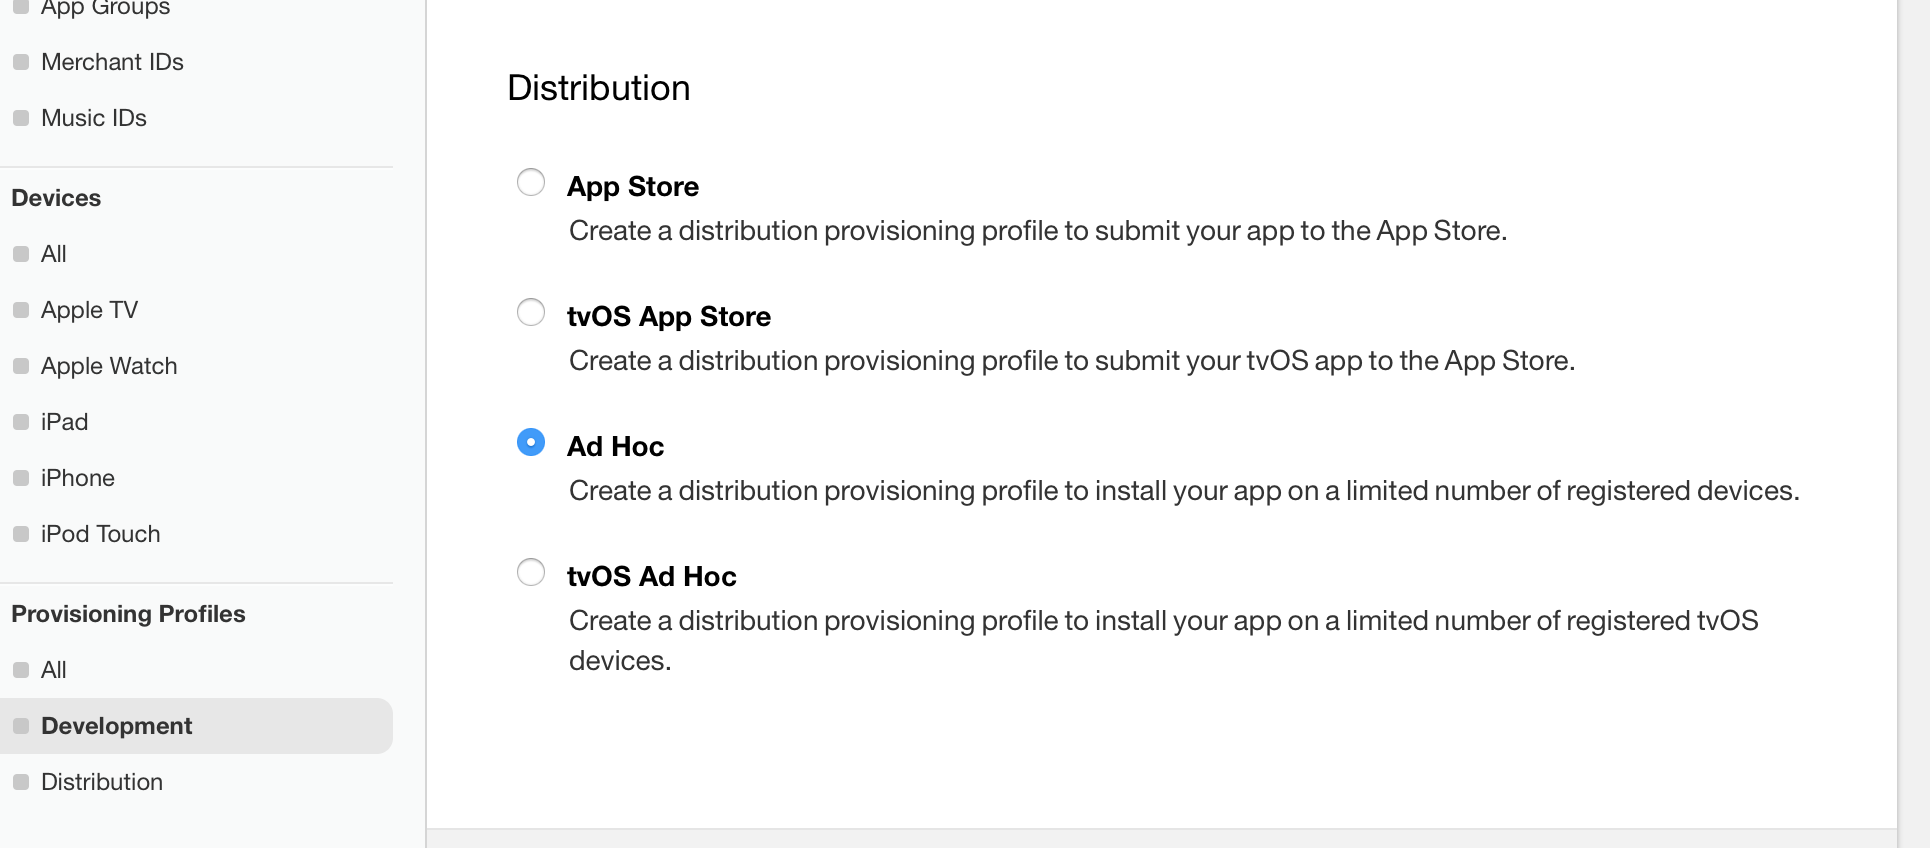 App Groups
Merchant IDs
Music IDs
Devices
All
Apple TV
Apple Watch
iPad
iPhone
iPod Touch
Provisioning Profiles
All
Development
Distribution
Distribution
App Store
Create a distribution provisioning profile to submit your app to the App Store.
tvOS App Store
Create a distribution provisioning profile to submit your tvOS app to the App Store.
Ad Hoc
Create a distribution provisioning profile to install your app on a limited number of registered devices.
tvOS Ad Hoc
Create a distribution provisioning profile to install your app on a limited number of registered tvOS
devices.